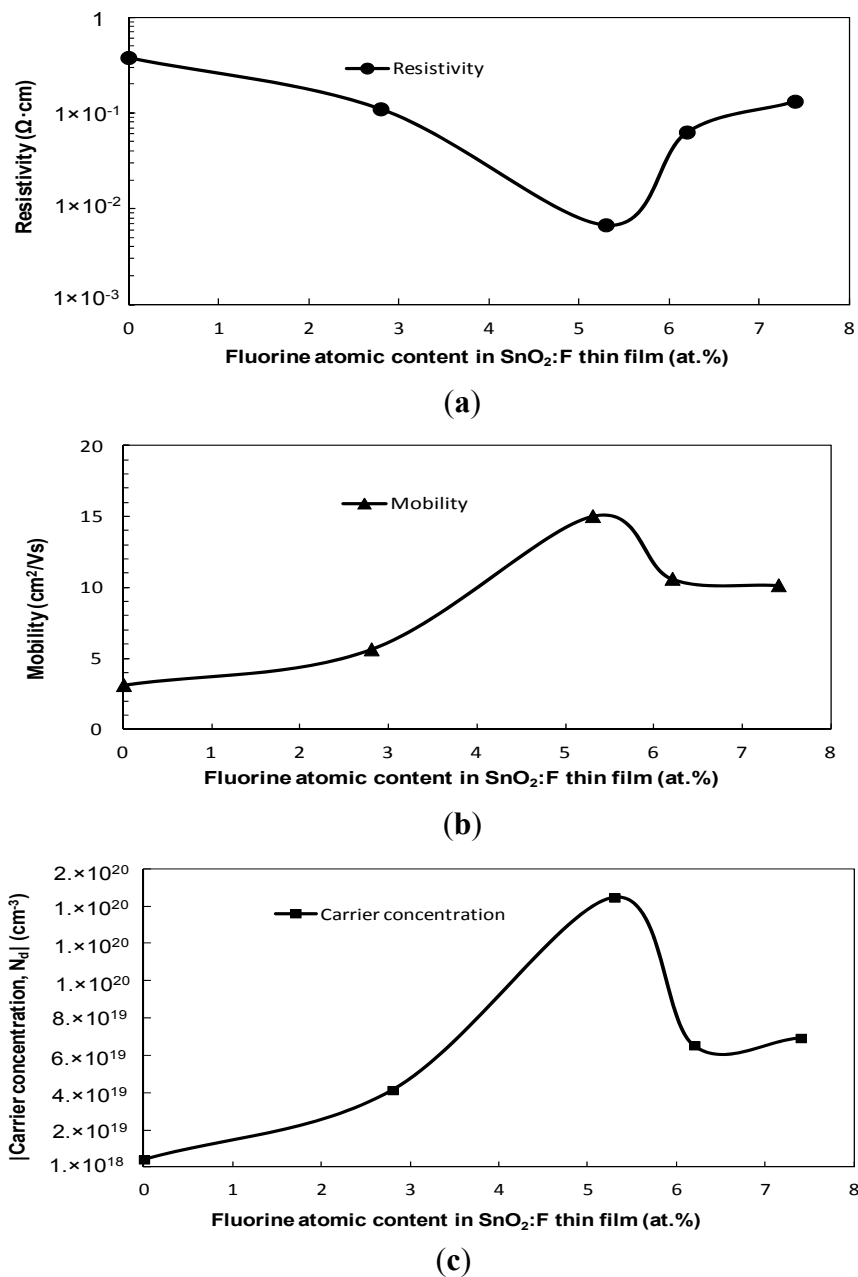 1
1×10⁻¹
1×10⁻²
1×10⁻³
Resistivity (Ω·cm)
Resistivity
0 1 2 3 4 5 6 7 8
Fluorine atomic content in SnO₂:F thin film (at.%)
(a)
20
15
10
5
0
Mobility (cm²/Vs)
Mobility
0 1 2 3 4 5 6 7 8
Fluorine atomic content in SnO₂:F thin film (at.%)
(b)
2.×10²⁰
1.×10²⁰
1.×10²⁰
1.×10²⁰
8.×10¹⁹
6.×10¹⁹
4.×10¹⁹
2.×10¹⁹
1.×10¹⁸
|Carrier concentration, N_d| (cm⁻³)
Carrier concentration
0 1 2 3 4 5 6 7 8
Fluorine atomic content in SnO₂:F thin film (at.%)
(c)